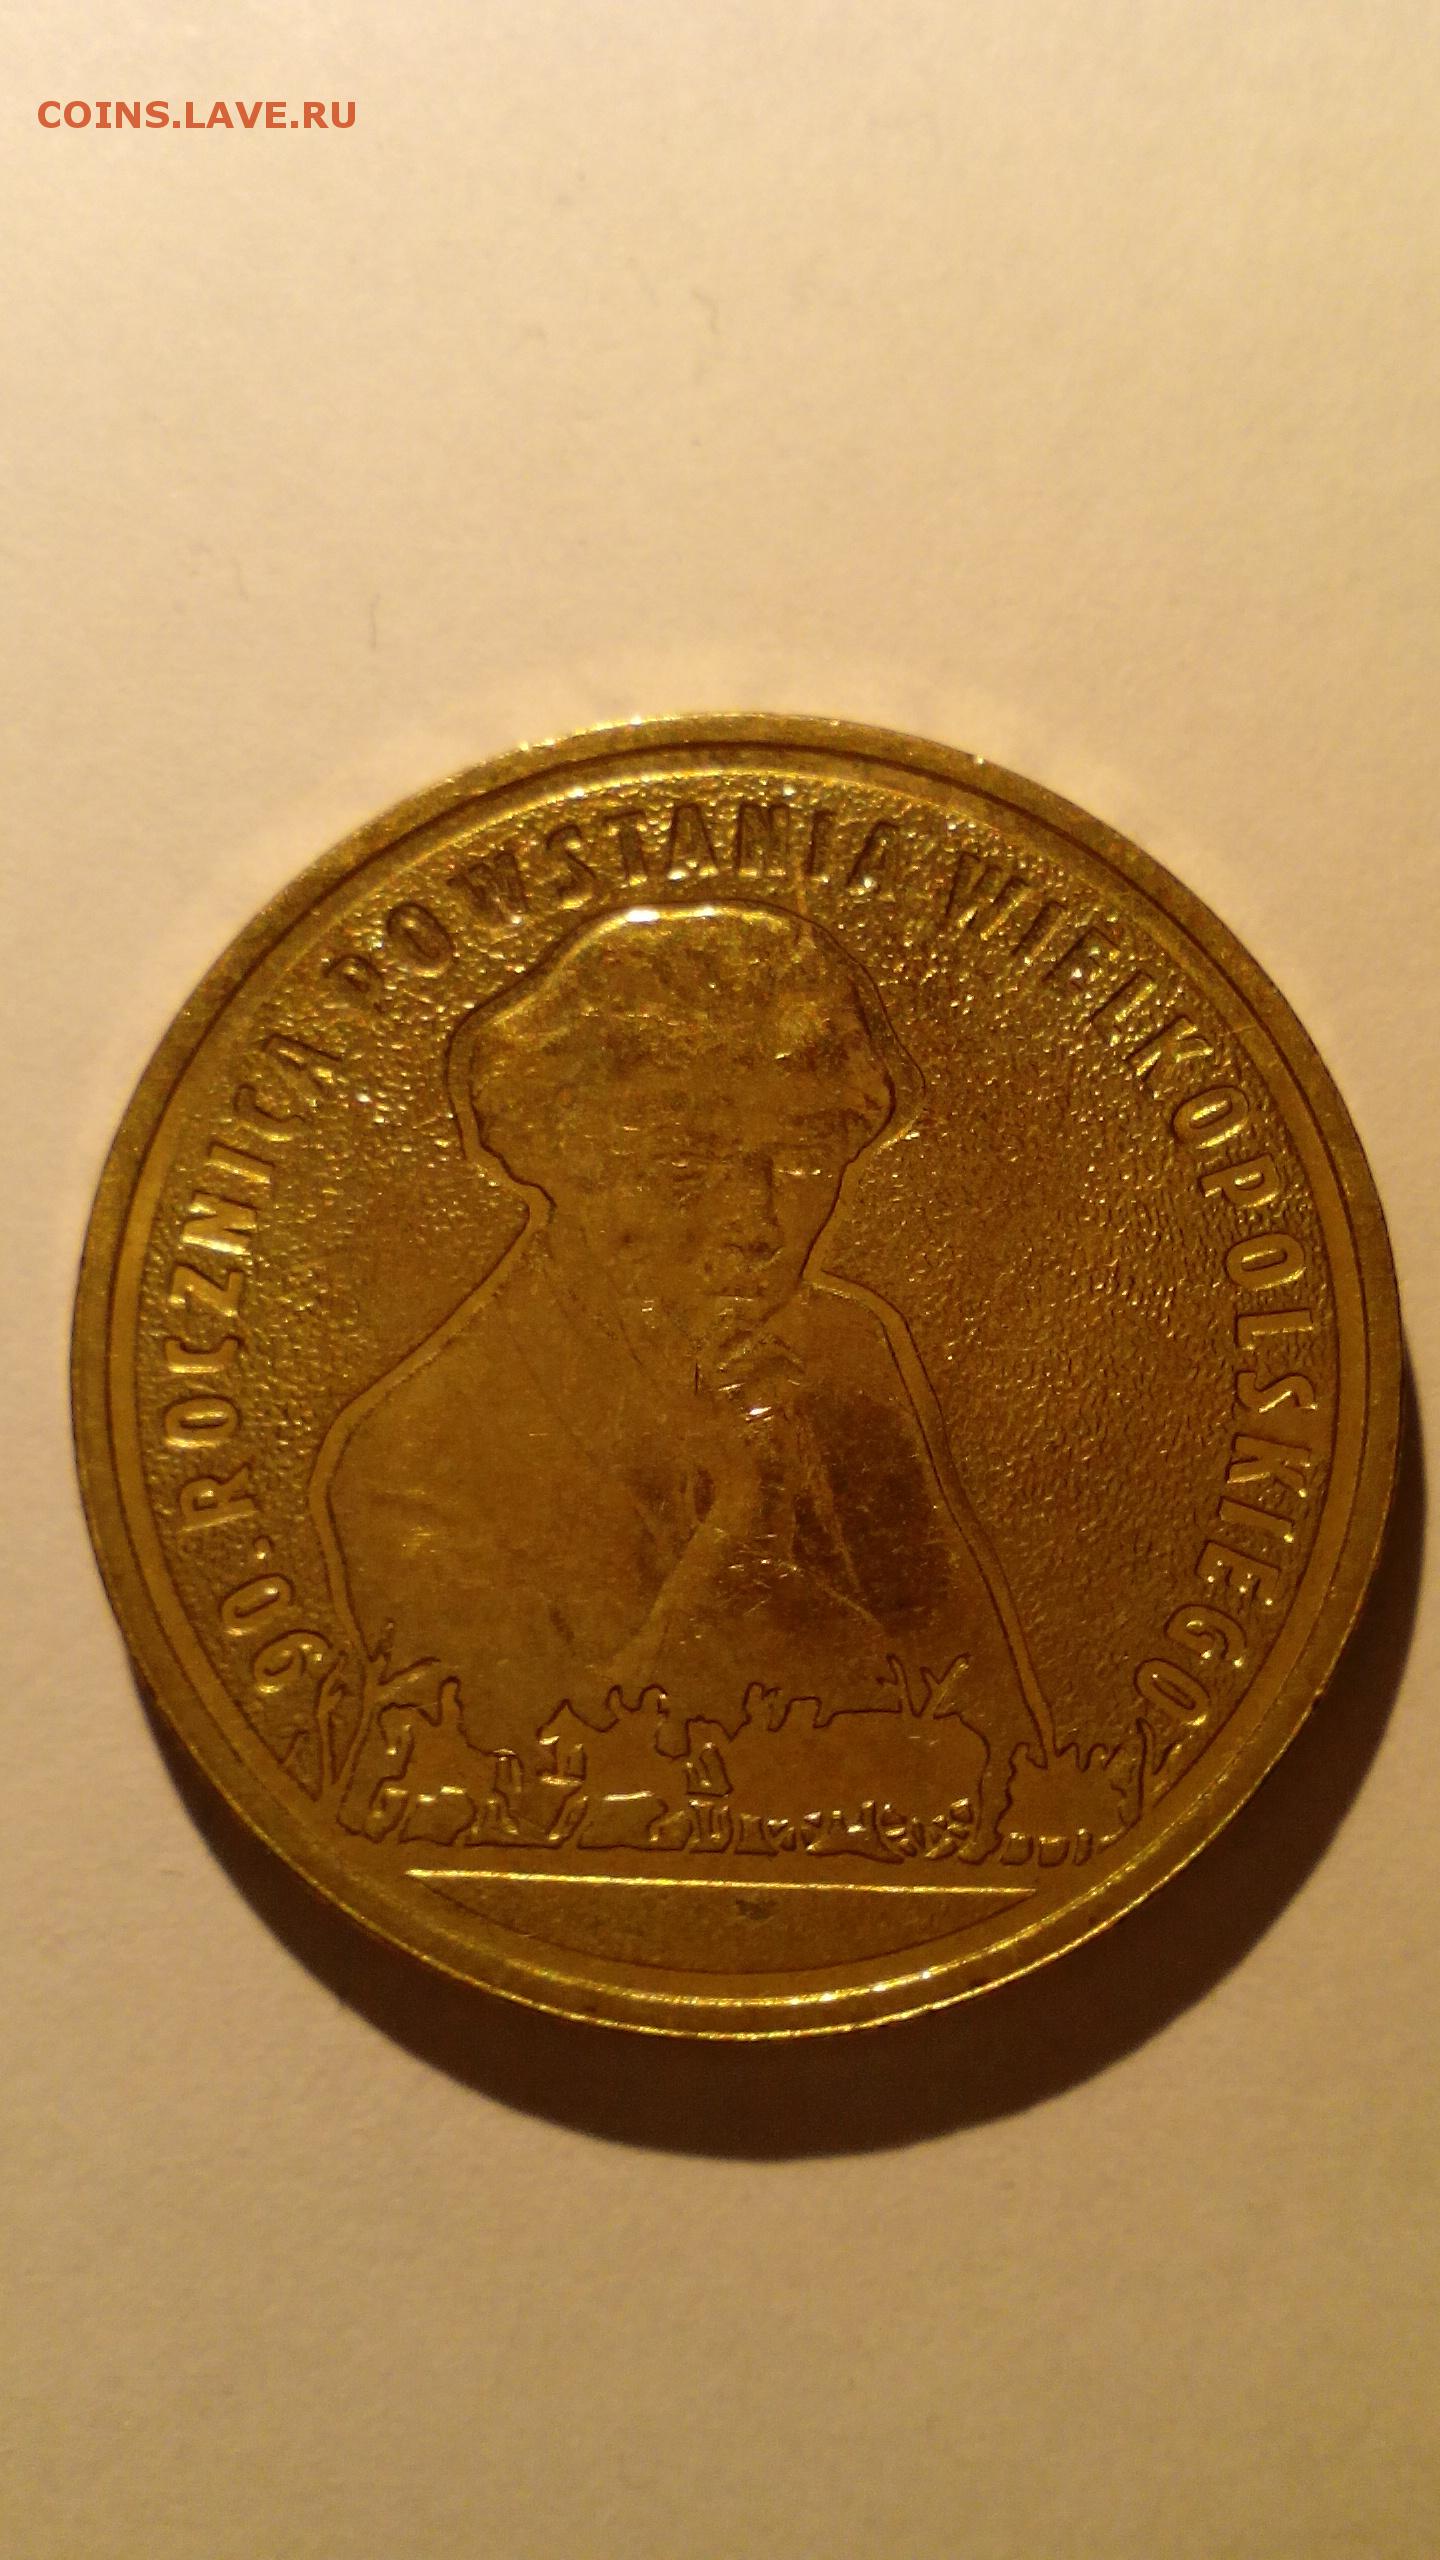 COINS.LAVE.RU
90. ROCZNICA POWSTANIA WIELKOPOLSKIEGO